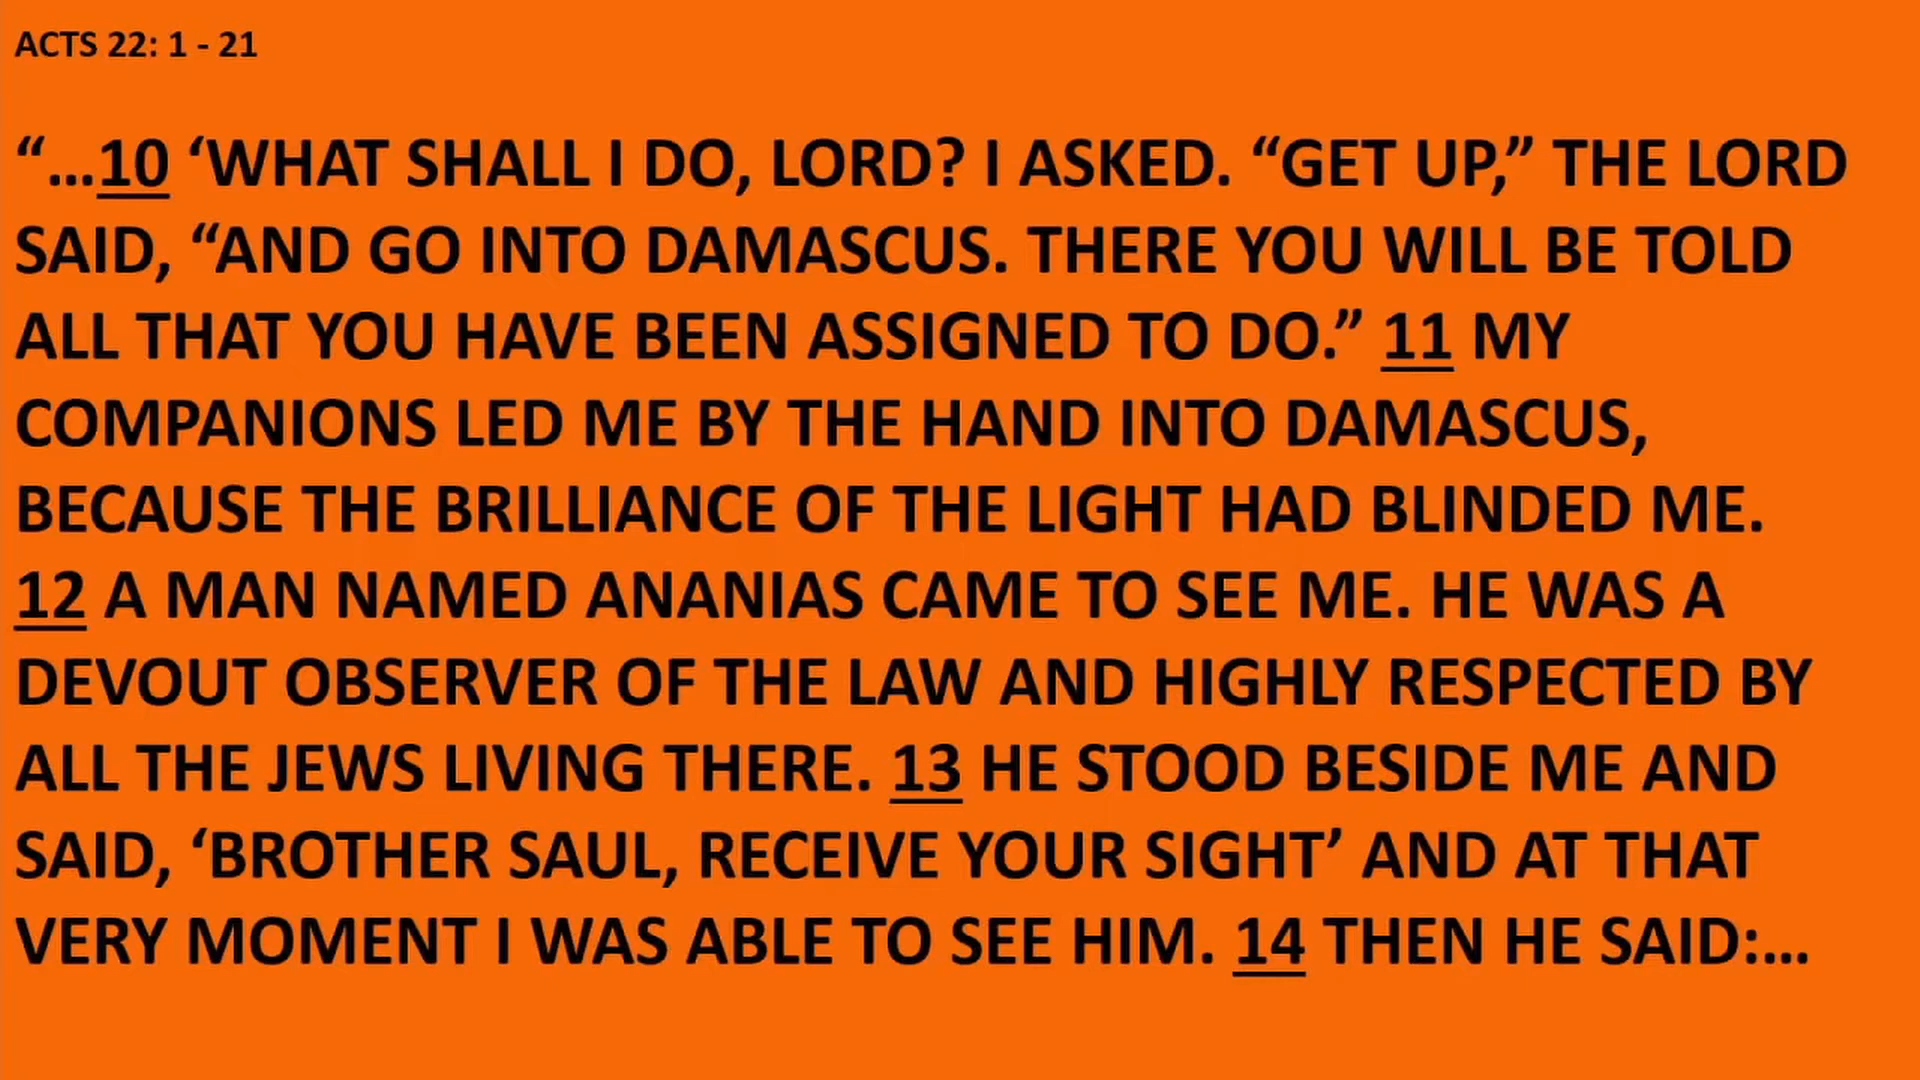 ACTS 22: 1 - 21
“...10 ‘WHAT SHALL I DO, LORD? I ASKED. “GET UP,” THE LORD
SAID, “AND GO INTO DAMASCUS. THERE YOU WILL BE TOLD
ALL THAT YOU HAVE BEEN ASSIGNED TO DO.” 11 MY
COMPANIONS LED ME BY THE HAND INTO DAMASCUS,
BECAUSE THE BRILLIANCE OF THE LIGHT HAD BLINDED ME.
12 A MAN NAMED ANANIAS CAME TO SEE ME. HE WAS A
DEVOUT OBSERVER OF THE LAW AND HIGHLY RESPECTED BY
ALL THE JEWS LIVING THERE. 13 HE STOOD BESIDE ME AND
SAID, ‘BROTHER SAUL, RECEIVE YOUR SIGHT’ AND AT THAT
VERY MOMENT I WAS ABLE TO SEE HIM. 14 THEN HE SAID:...